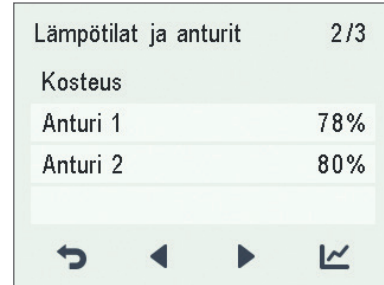 Lämpötilat ja anturit 2/3
Kosteus
Anturi 1 78%
Anturi 2 80%